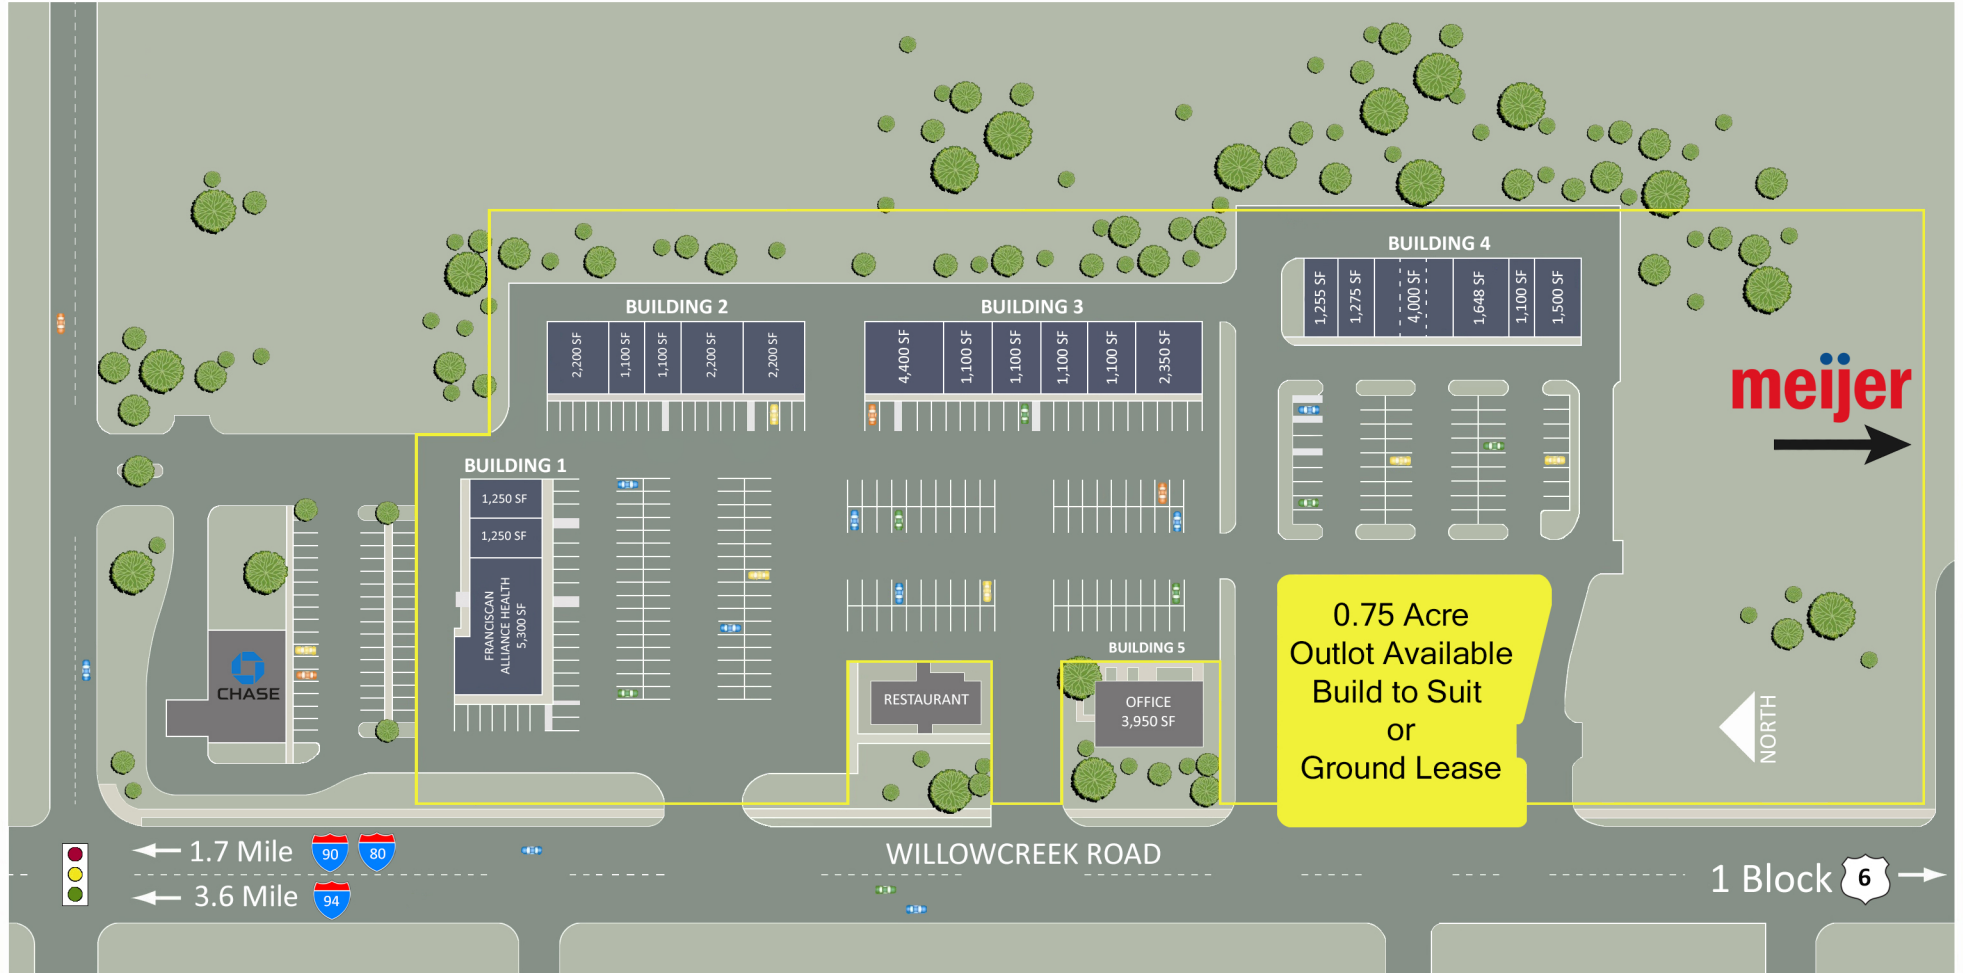 BUILDING 4
1,255 SF
1,275 SF
4,000 SF
1,648 SF
1,100 SF
1,500 SF
BUILDING 2
2,200 SF
1,100 SF
1,100 SF
2,200 SF
2,200 SF
BUILDING 3
4,400 SF
1,100 SF
1,100 SF
1,100 SF
1,100 SF
2,350 SF
meijer
BUILDING 1
1,250 SF
1,250 SF
FRANCISCAN
ALLIANCE HEALTH
5,300 SF
CHASE
RESTAURANT
BUILDING 5
OFFICE
3,950 SF
0.75 Acre
Outlot Available
Build to Suit
or
Ground Lease
NORTH
1.7 Mile 90 80
3.6 Mile 94
WILLOWCREEK ROAD
1 Block 6